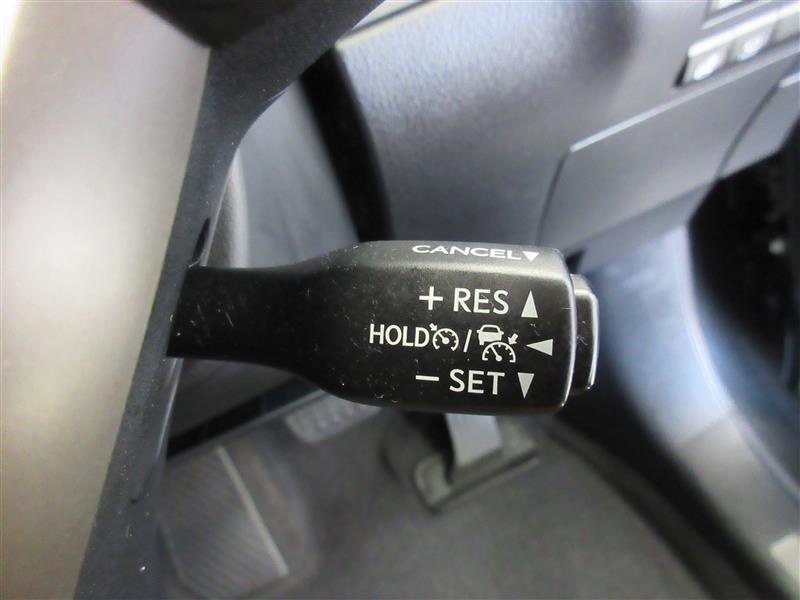 CANCEL▼
+ RES ▲
HOLD / ◀
− SET ▼